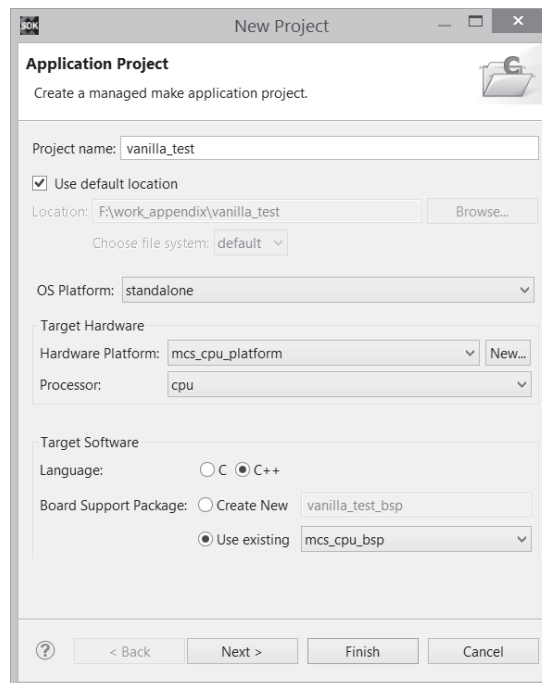 SDK New Project
Application Project
Create a managed make application project.
C
Project name: vanilla_test
Use default location
Location: F:\work_appendix\vanilla_test Browse...
Choose file system: default
OS Platform: standalone
Target Hardware
Hardware Platform: mcs_cpu_platform New...
Processor: cpu
Target Software
Language: C C++
Board Support Package: Create New vanilla_test_bsp
Use existing mcs_cpu_bsp
? < Back Next > Finish Cancel